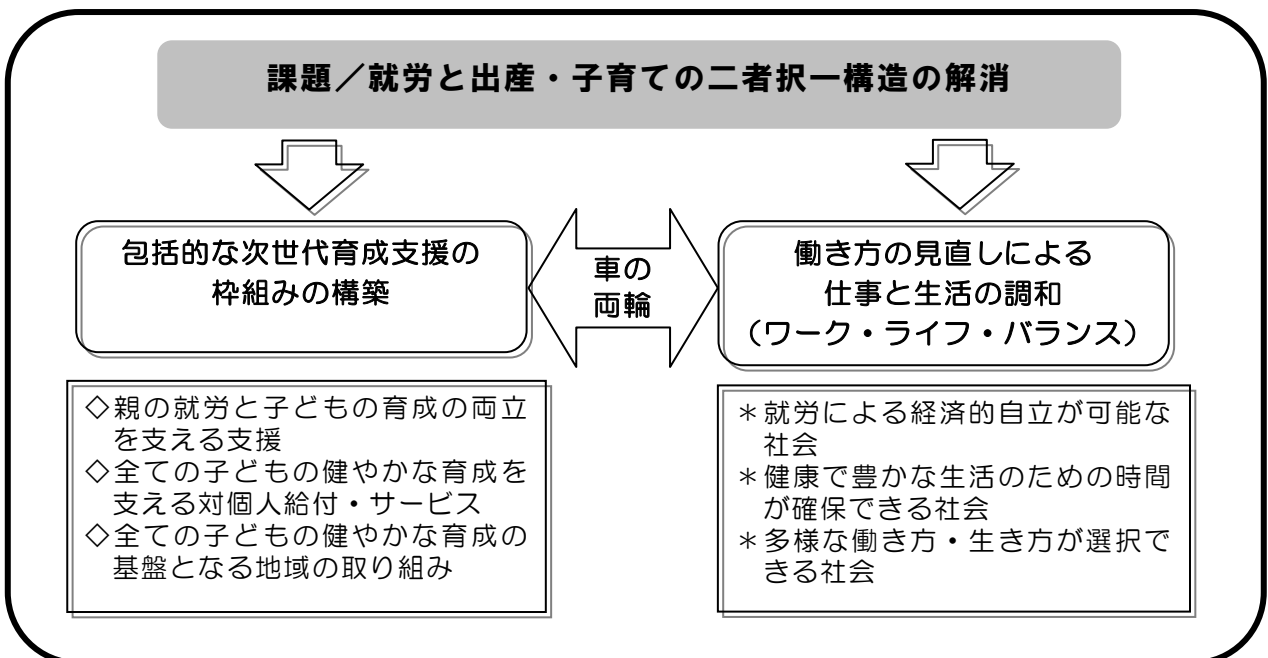 課題／就労と出産・子育ての二者択一構造の解消
包括的な次世代育成支援の
枠組みの構築
車の
両輪
働き方の見直しによる
仕事と生活の調和
（ワーク・ライフ・バランス）
◇親の就労と子どもの育成の両立
を支える支援
◇全ての子どもの健やかな育成を
支える対個人給付・サービス
◇全ての子どもの健やかな育成の
基盤となる地域の取り組み
＊就労による経済的自立が可能な
社会
＊健康で豊かな生活のための時間
が確保できる社会
＊多様な働き方・生き方が選択で
きる社会